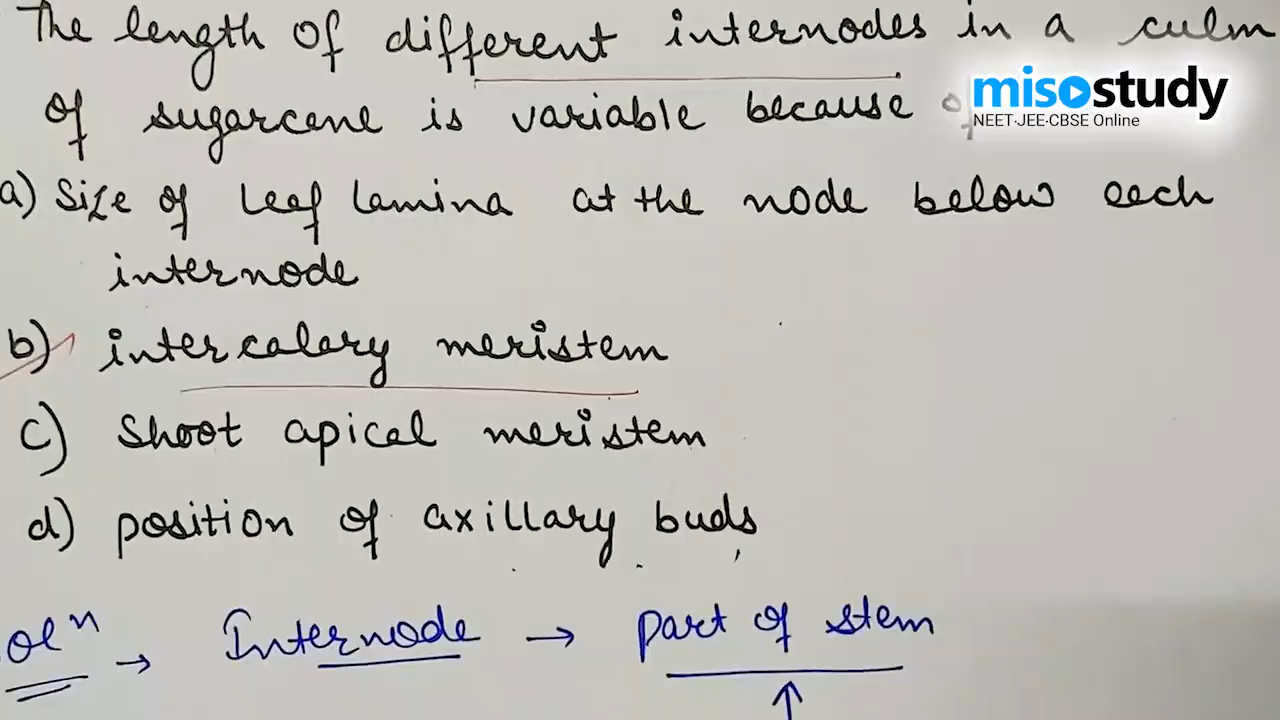 The length of different internodes in a culm
of sugarcane is variable because
misostudy
NEET·JEE·CBSE Online
a) Size of leaf lamina at the node below each
internode
b) intercalary meristem
c) Shoot apical meristem
d) position of axillary buds
olⁿ → Internode → part of stem